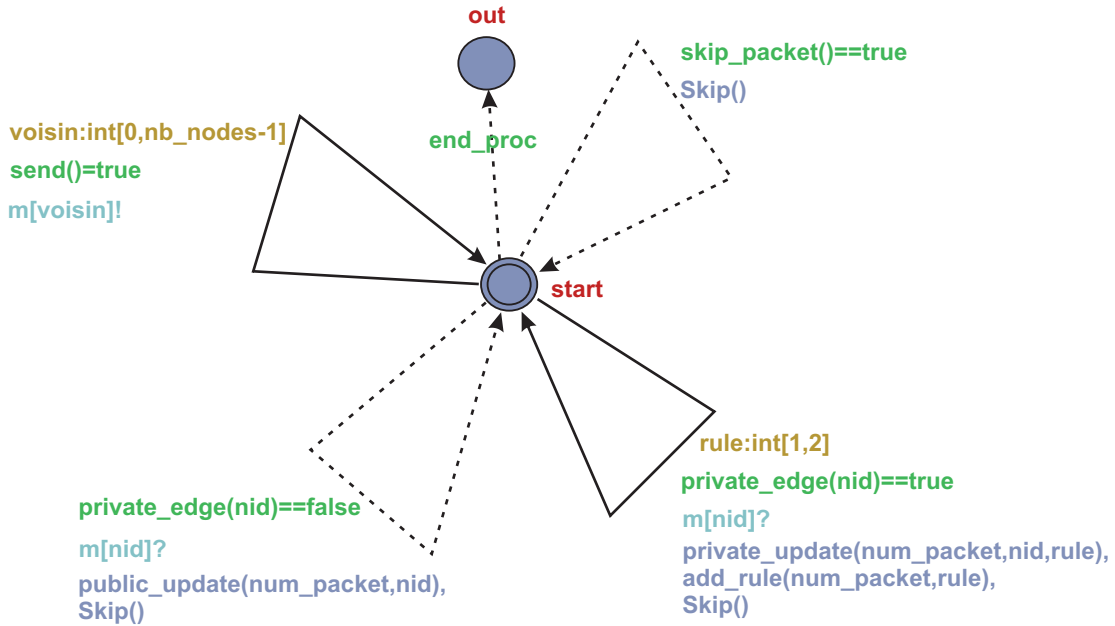 out
skip_packet()==true
Skip()
voisin:int[0,nb_nodes-1]
send()=true
m[voisin]!
end_proc
start
rule:int[1,2]
private_edge(nid)==true
m[nid]?
private_update(num_packet,nid,rule),
add_rule(num_packet,rule),
Skip()
private_edge(nid)==false
m[nid]?
public_update(num_packet,nid),
Skip()